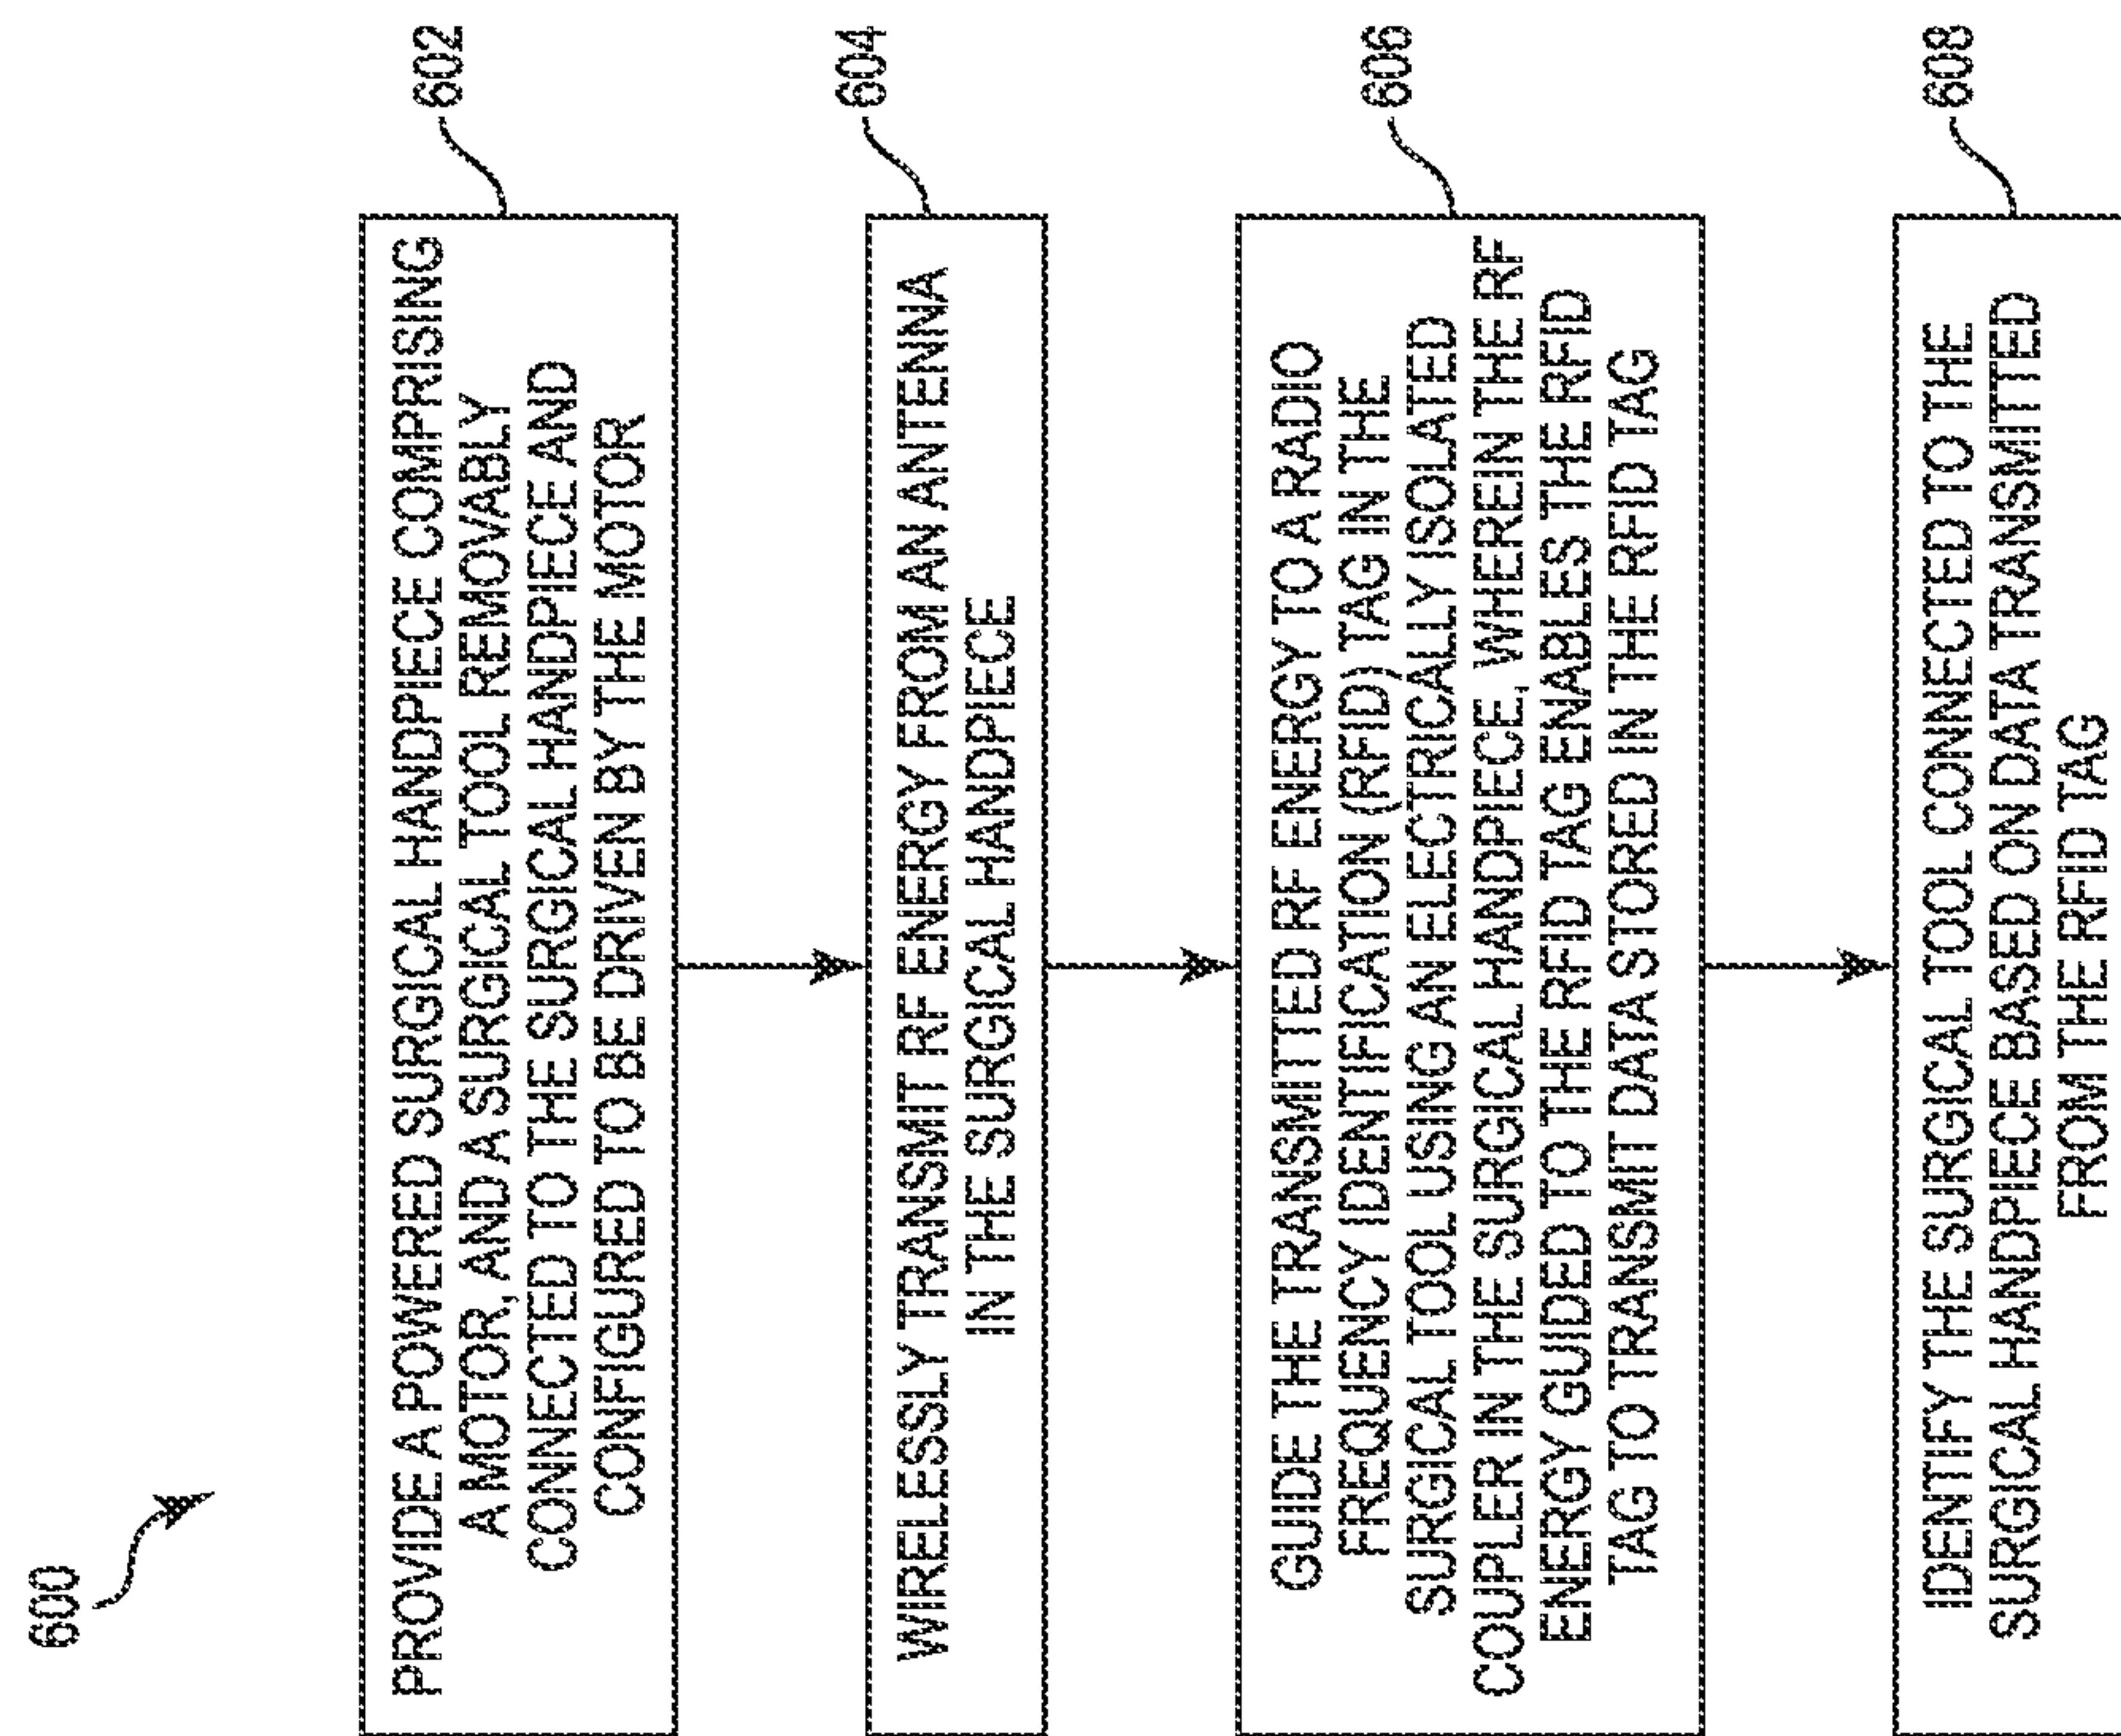 600
PROVIDE A POWERED SURGICAL HANDPIECE COMPRISING
A MOTOR, AND A SURGICAL TOOL REMOVABLY
CONNECTED TO THE SURGICAL HANDPIECE AND
CONFIGURED TO BE DRIVEN BY THE MOTOR
602
WIRELESSLY TRANSMIT RF ENERGY FROM AN ANTENNA
IN THE SURGICAL HANDPIECE
604
GUIDE THE TRANSMITTED RF ENERGY TO A RADIO
FREQUENCY IDENTIFICATION (RFID) TAG IN THE
SURGICAL TOOL USING AN ELECTRICALLY ISOLATED
COUPLER IN THE SURGICAL HANDPIECE, WHEREIN THE RF
ENERGY GUIDED TO THE RFID TAG ENABLES THE RFID
TAG TO TRANSMIT DATA STORED IN THE RFID TAG
606
IDENTIFY THE SURGICAL TOOL CONNECTED TO THE
SURGICAL HANDPIECE BASED ON DATA TRANSMITTED
FROM THE RFID TAG
608